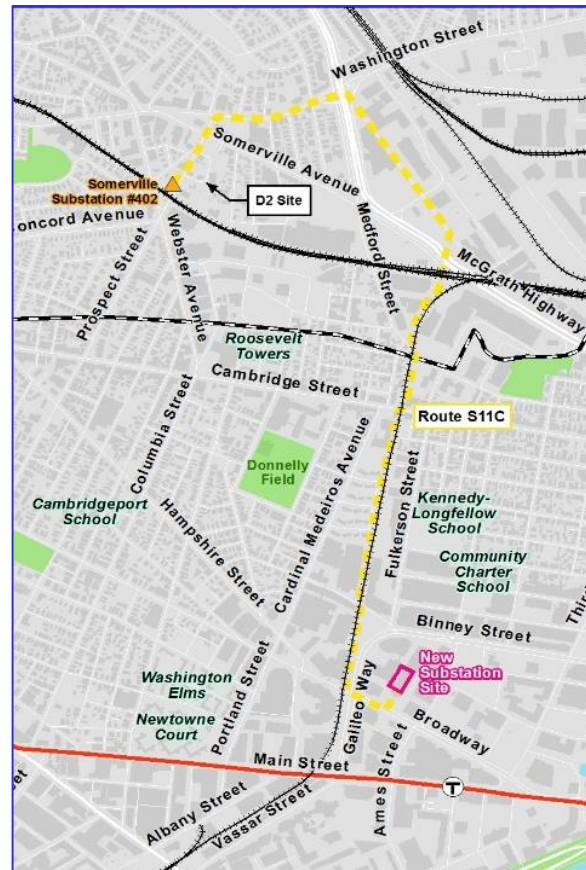 Washington Street
Somerville Avenue
Somerville
Substation #402
D2 Site
oncord Avenue
Webster Avenue
Prospect Street
Medford Street
McGrath Highway
Roosevelt
Towers
Cambridge Street
Route S11C
Columbia Street
Donnelly
Field
Cardinal Medeiros Avenue
Fulkerson Street
Kennedy-
Longfellow
School
Cambridgeport
School
Hampshire Street
Community
Charter
School
Thir
Binney Street
New
Substation
Site
Washington
Elms
Newtowne
Court
Portland Street
Galileo Way
Broadway
Main Street
Ames Street
T
Albany Street
Vassar Street